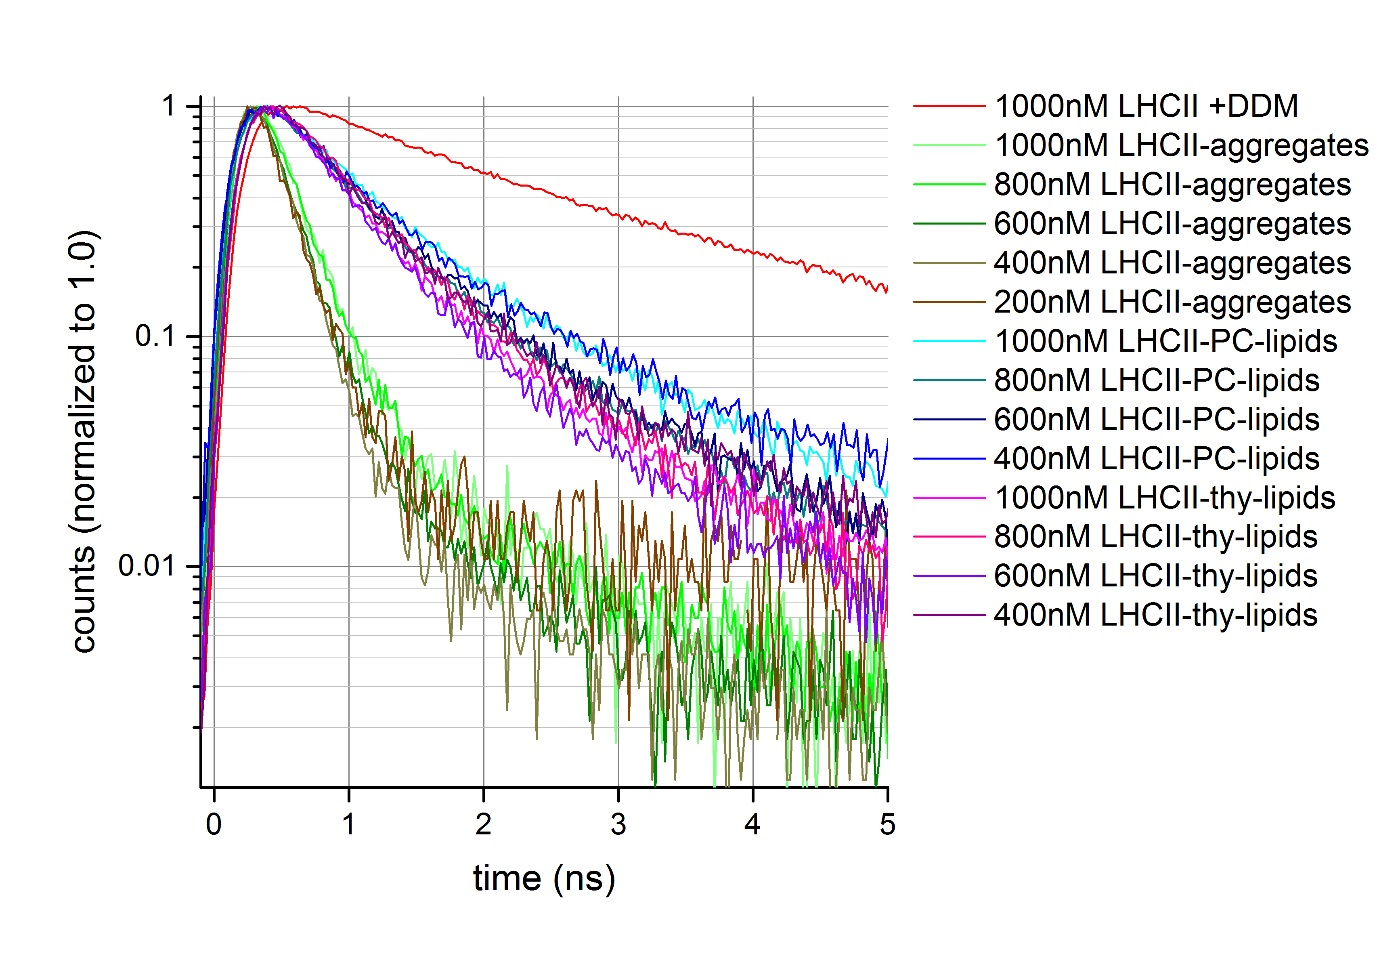 counts (normalized to 1.0)
1
0.1
0.01
0 1 2 3 4 5
time (ns)
1000nM LHCII +DDM
1000nM LHCII-aggregates
800nM LHCII-aggregates
600nM LHCII-aggregates
400nM LHCII-aggregates
200nM LHCII-aggregates
1000nM LHCII-PC-lipids
800nM LHCII-PC-lipids
600nM LHCII-PC-lipids
400nM LHCII-PC-lipids
1000nM LHCII-thy-lipids
800nM LHCII-thy-lipids
600nM LHCII-thy-lipids
400nM LHCII-thy-lipids